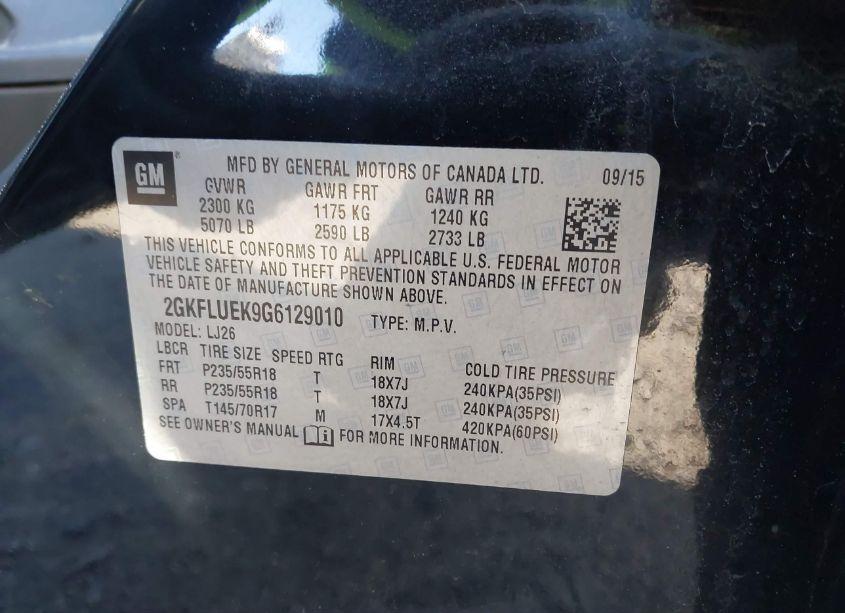 GM
MFD BY GENERAL MOTORS OF CANADA LTD. 09/15
GVWR GAWR FRT GAWR RR
2300 KG 1175 KG 1240 KG
5070 LB 2590 LB 2733 LB
THIS VEHICLE CONFORMS TO ALL APPLICABLE U.S. FEDERAL MOTOR
VEHICLE SAFETY AND THEFT PREVENTION STANDARDS IN EFFECT ON
THE DATE OF MANUFACTURE SHOWN ABOVE.
2GKFLUEK9G6129010 TYPE: M.P.V.
MODEL: LJ26
LBCR TIRE SIZE SPEED RTG RIM COLD TIRE PRESSURE
FRT P235/55R18 T 18X7J 240KPA(35PSI)
RR P235/55R18 T 18X7J 240KPA(35PSI)
SPA T145/70R17 M 17X4.5T 420KPA(60PSI)
SEE OWNER'S MANUAL FOR MORE INFORMATION.